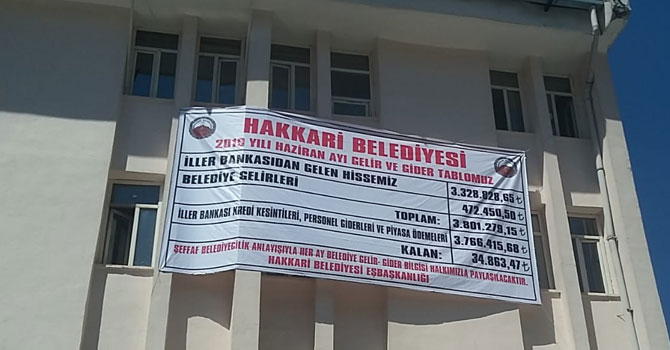 HAKKARİ BELEDİYESİ
2019 YILI HAZİRAN AYI GELİR VE GİDER TABLOMUZ
İLLER BANKASIDAN GELEN HİSSEMİZ 3.328.828,65 ₺
BELEDİYE GELİRLERİ 472.450,50 ₺
TOPLAM: 3.801.279,15 ₺
İLLER BANKASI KREDİ KESİNTİLERİ, PERSONEL GİDERLERİ VE PİYASA ÖDEMELERİ 3.766.415,68 ₺
KALAN: 34.863,47 ₺
ŞEFFAF BELEDİYECİLİK ANLAYIŞIYLA HER AY BELEDİYE GELİR- GİDER BİLGİSİ HALKIMIZLA PAYLAŞILACAKTIR.
HAKKARİ BELEDİYESİ EŞBAŞKANLIĞI